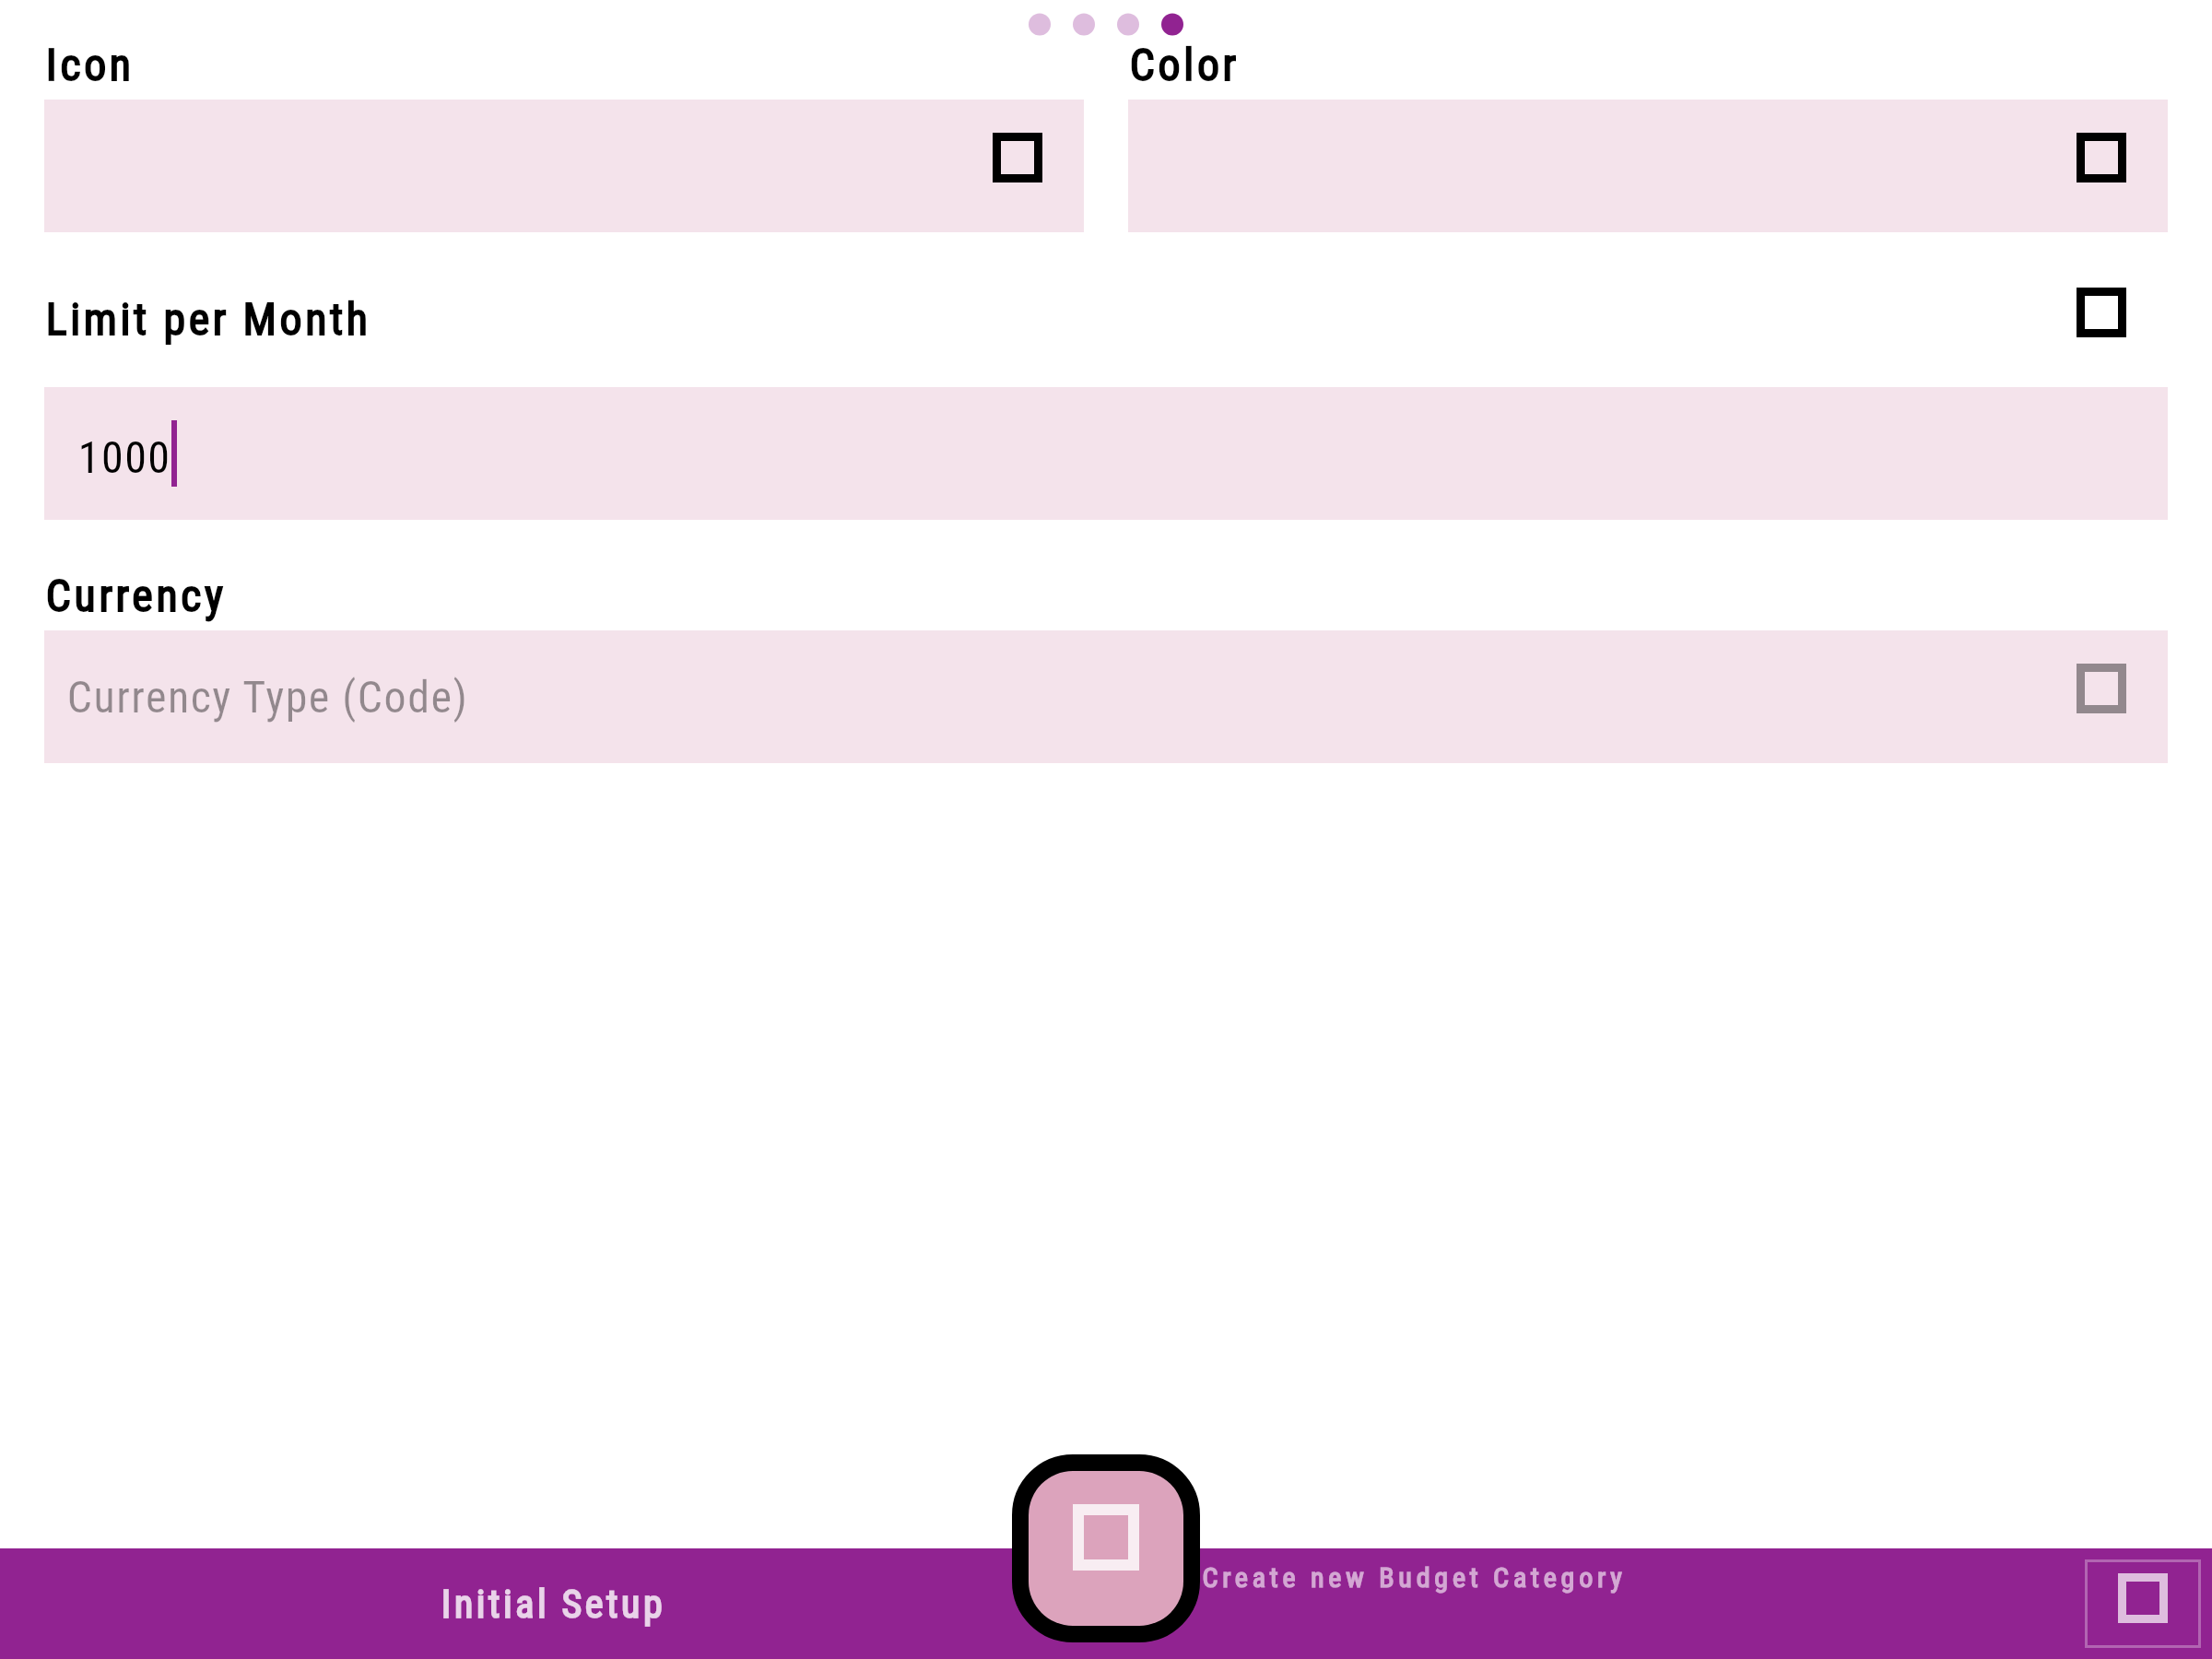 Icon
Color
Limit per Month
1000
Currency
Currency Type (Code)
Initial Setup
Create new Budget Category